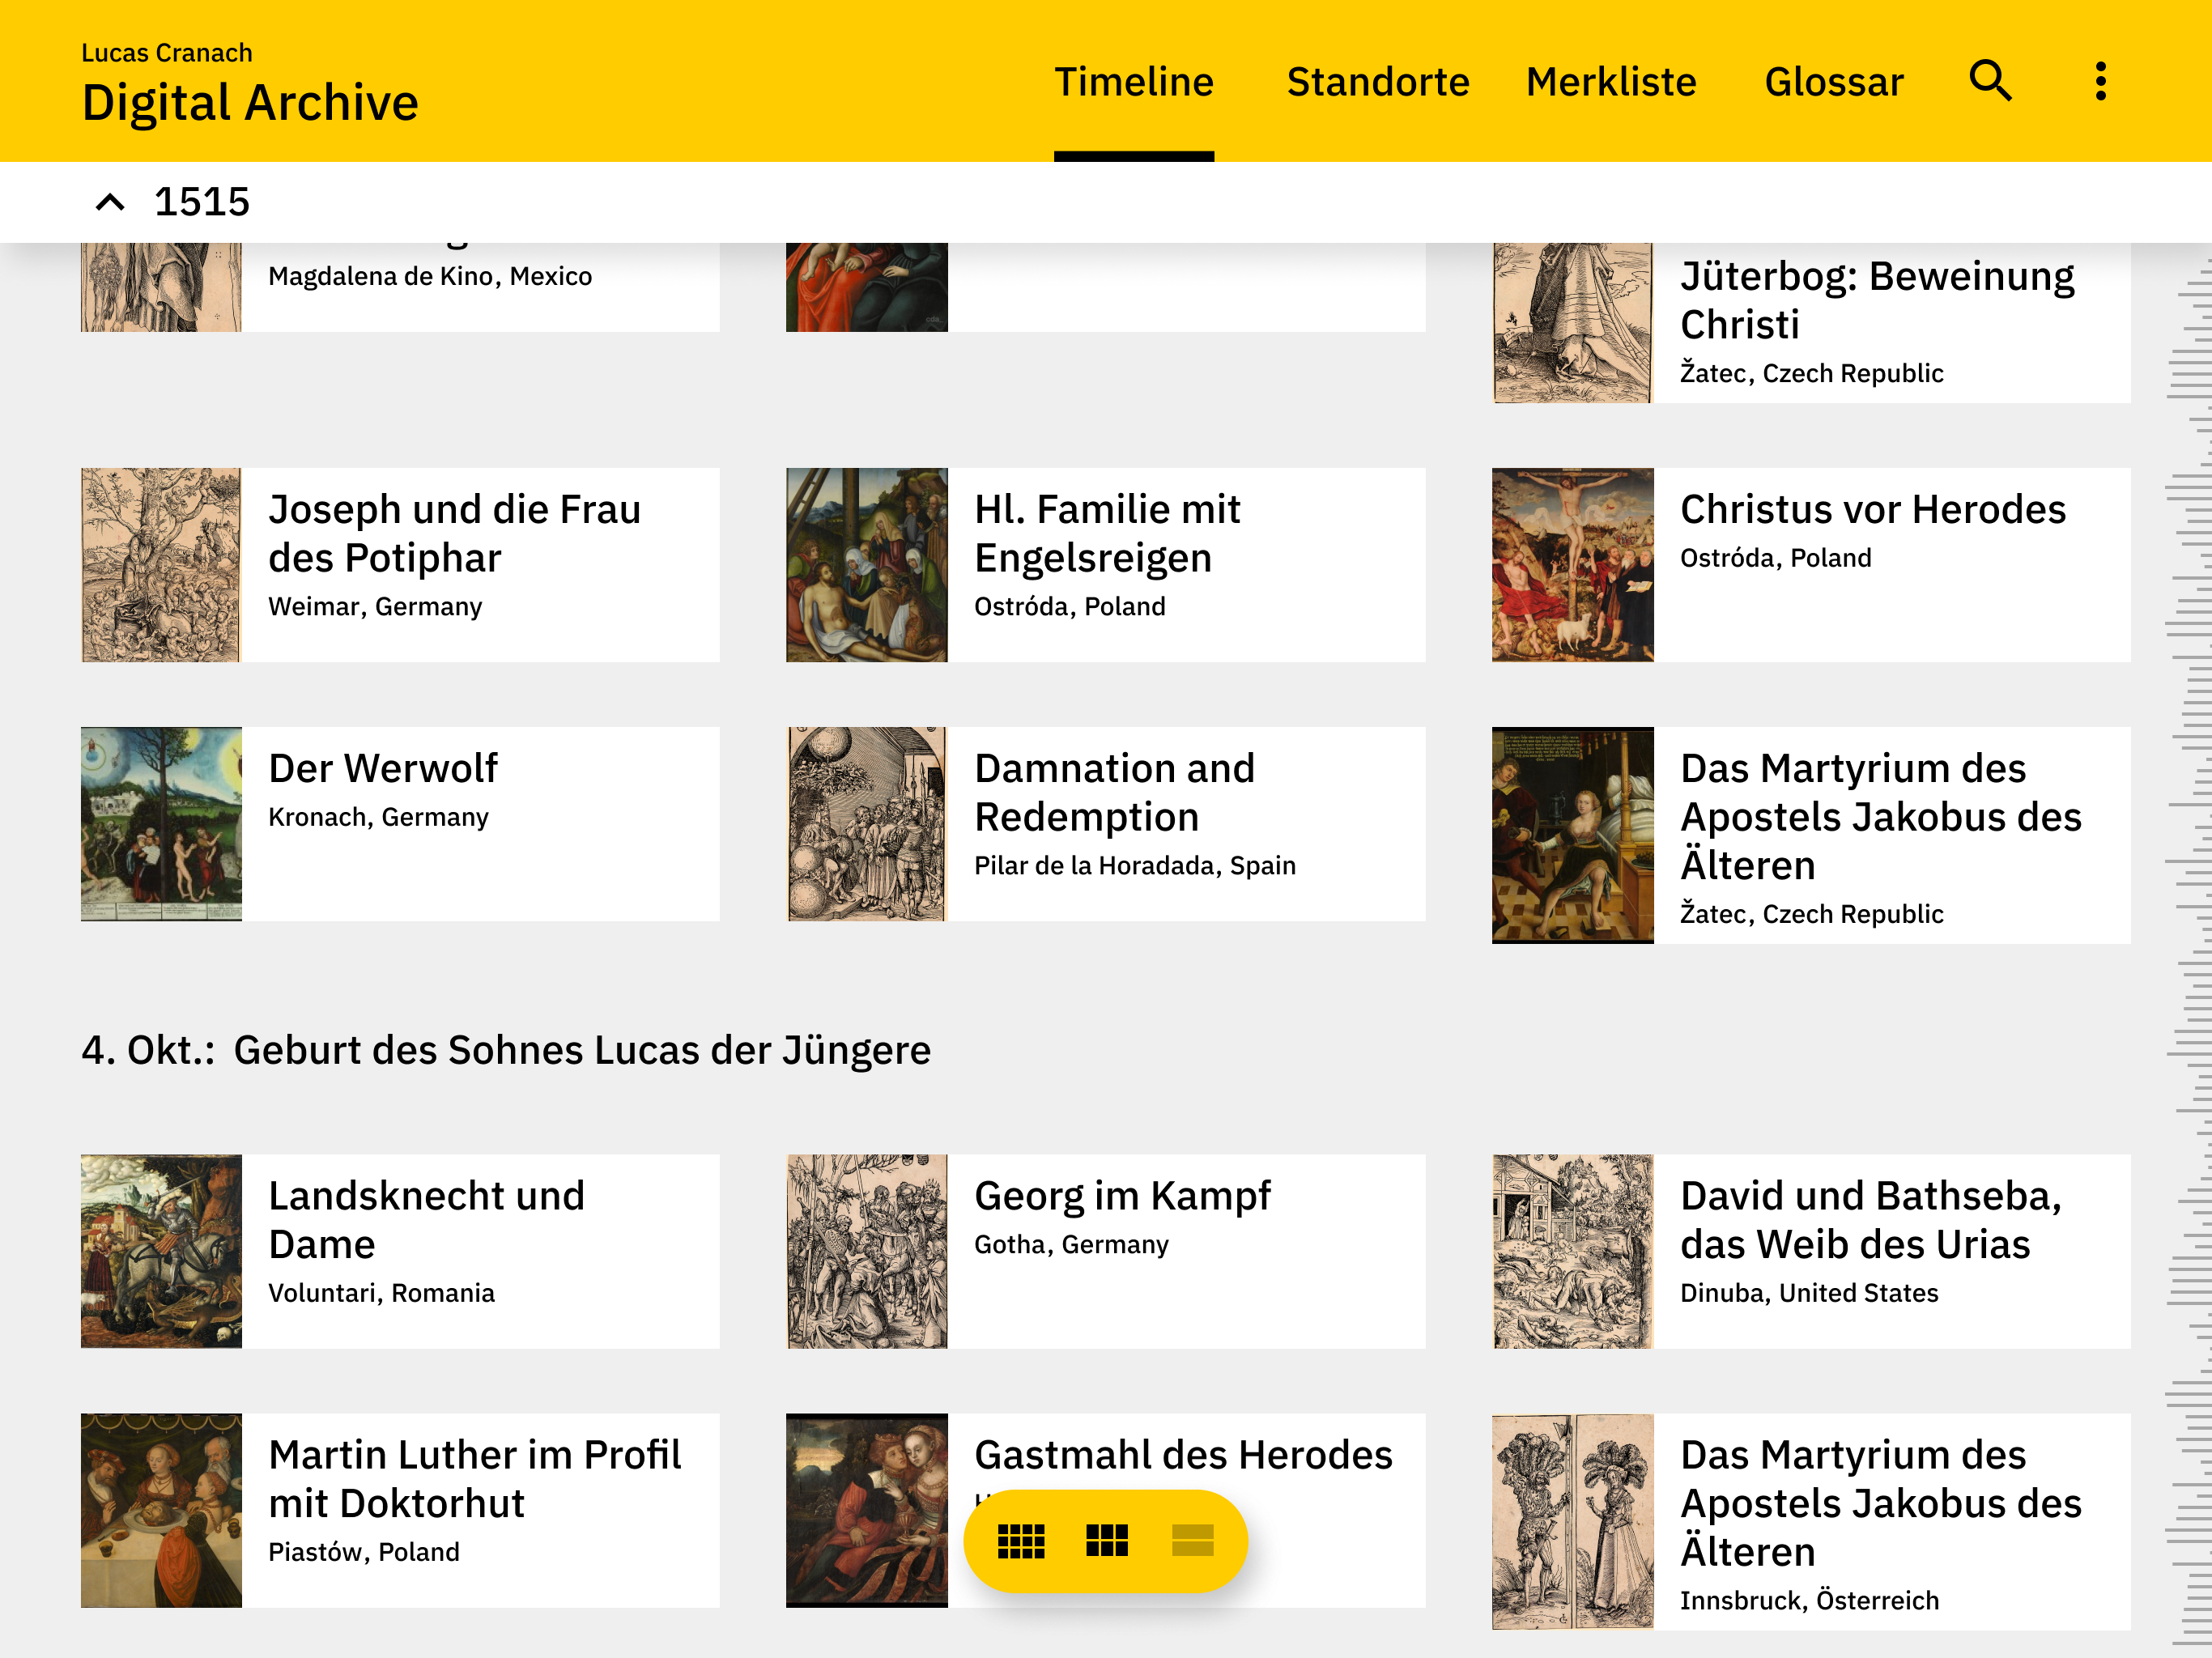 Lucas Cranach
Digital Archive
Timeline
Standorte
Merkliste
Glossar
1515
Magdalena de Kino, Mexico
Jüterbog: Beweinung
Christi
Žatec, Czech Republic
Joseph und die Frau
des Potiphar
Weimar, Germany
Hl. Familie mit
Engelsreigen
Ostróda, Poland
Christus vor Herodes
Ostróda, Poland
Der Werwolf
Kronach, Germany
Damnation and
Redemption
Pilar de la Horadada, Spain
Das Martyrium des
Apostels Jakobus des
Älteren
Žatec, Czech Republic
4. Okt.: Geburt des Sohnes Lucas der Jüngere
Landsknecht und
Dame
Voluntari, Romania
Georg im Kampf
Gotha, Germany
David und Bathseba,
das Weib des Urias
Dinuba, United States
Martin Luther im Profil
mit Doktorhut
Piastów, Poland
Gastmahl des Herodes
Das Martyrium des
Apostels Jakobus des
Älteren
Innsbruck, Österreich